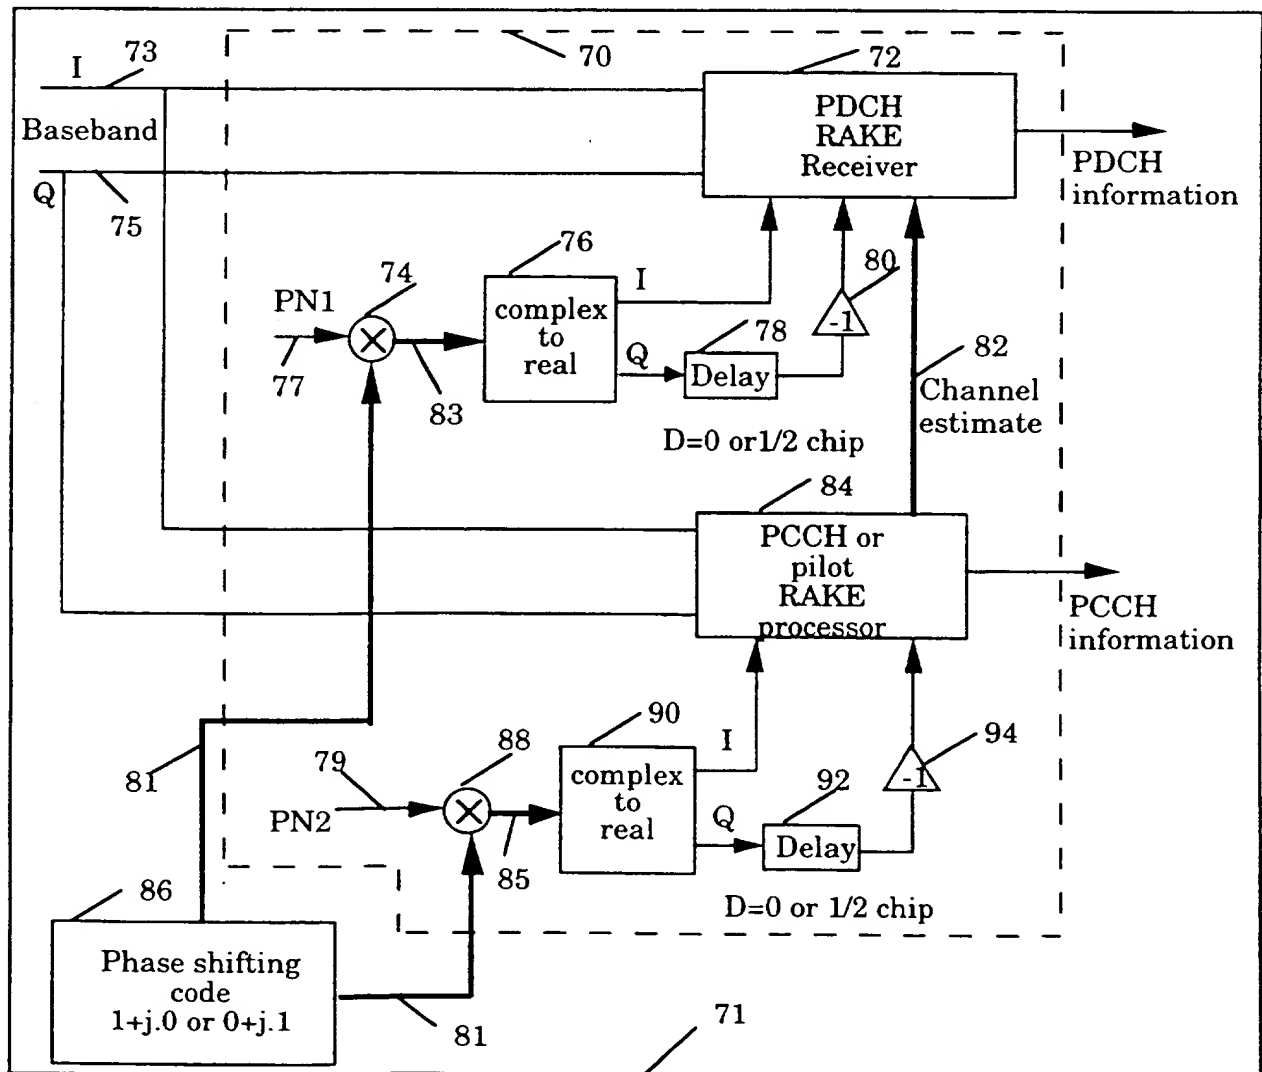 73
I
70
72
Baseband
PDCH
RAKE
Receiver
PDCH
information
Q
75
76
74
80
PN1
I
complex
to
real
78
-1
82
Q
Delay
77
83
Channel
estimate
D=0 or1/2 chip
84
PCCH or
pilot
RAKE
processor
PCCH
information
90
88
I
94
81
79
complex
to
real
-1
92
Q
PN2
Delay
85
86
D=0 or 1/2 chip
Phase shifting
code
1+j.0 or 0+j.1
81
71